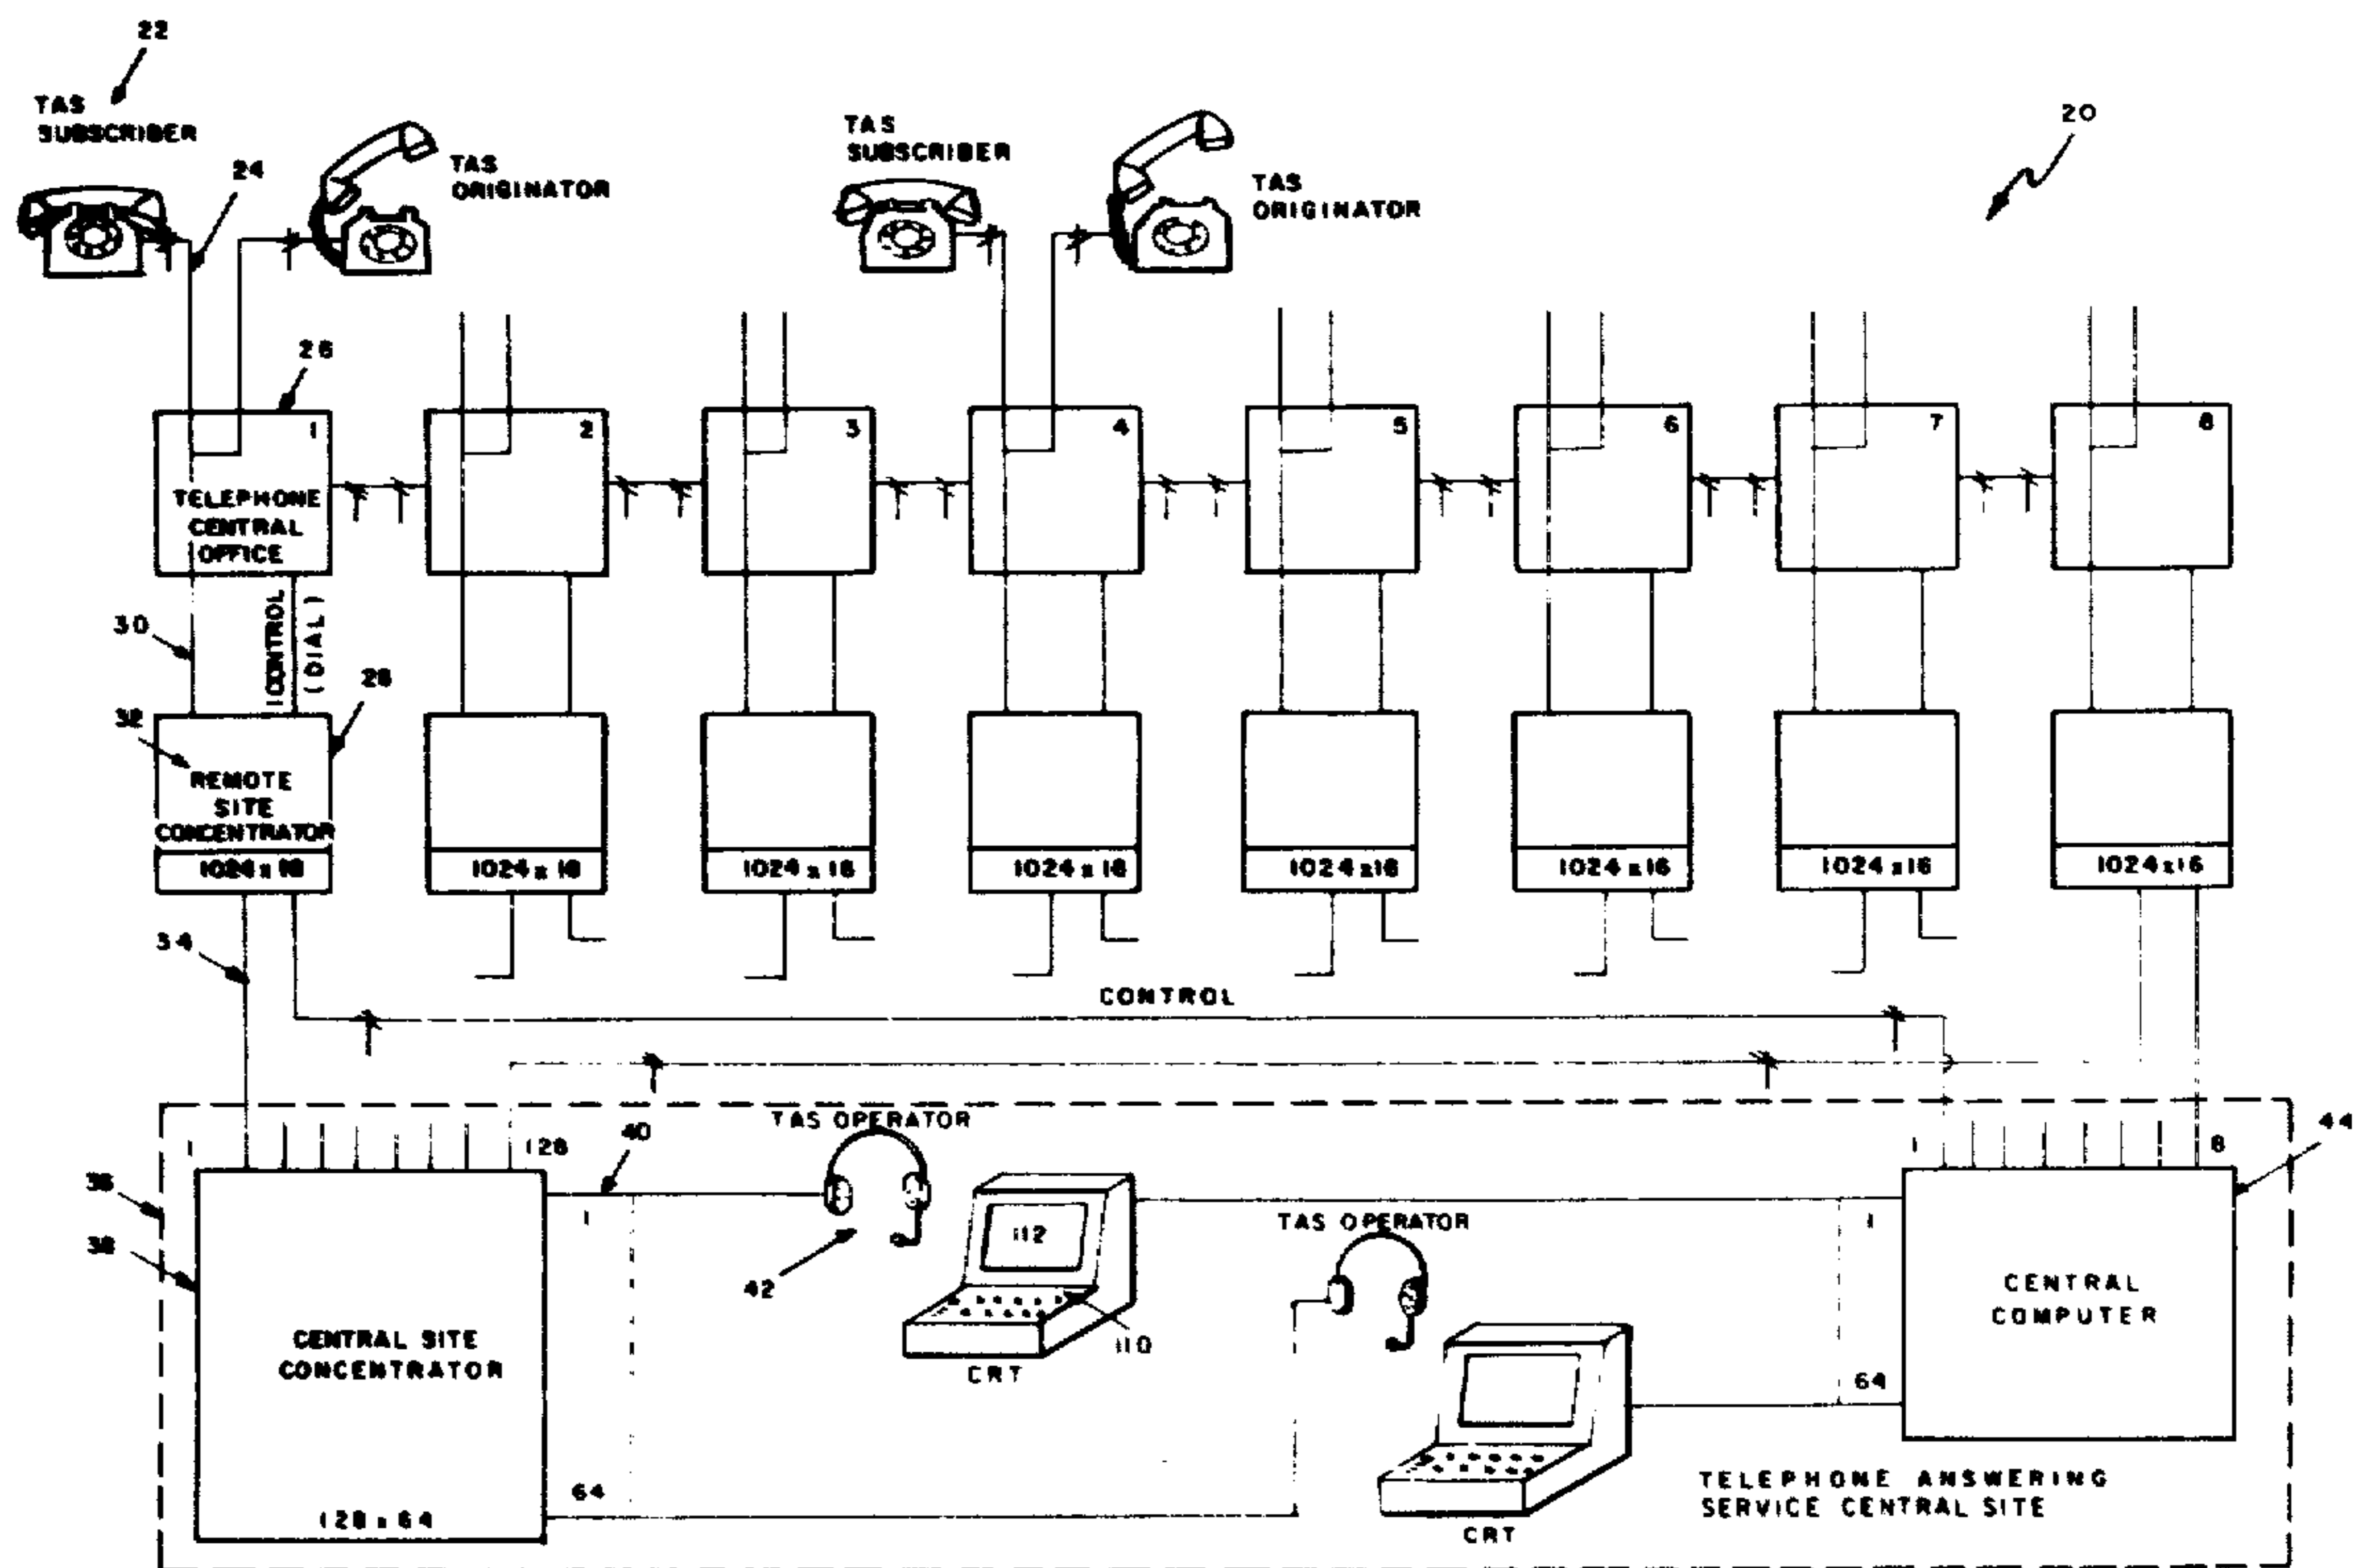 22
TAS
SUBSCRIBER
24
TAS
ORIGINATOR
TAS
SUBSCRIBER
TAS
ORIGINATOR
20
26
1
2
3
4
5
6
7
8
TELEPHONE
CENTRAL
OFFICE
30
CONTROL
(DIAL)
28
32
REMOTE
SITE
CONCENTRATOR
1024 x 16
1024 x 16
1024 x 16
1024 x 16
1024 x 16
1024 x 16
1024 x 16
1024 x 16
34
CONTROL
TAS OPERATOR
1
128
40
1
8
44
36
1
112
TAS OPERATOR
1
38
42
CENTRAL
COMPUTER
CENTRAL SITE
CONCENTRATOR
110
CRT
64
64
TELEPHONE ANSWERING
SERVICE CENTRAL SITE
128 x 64
CRT